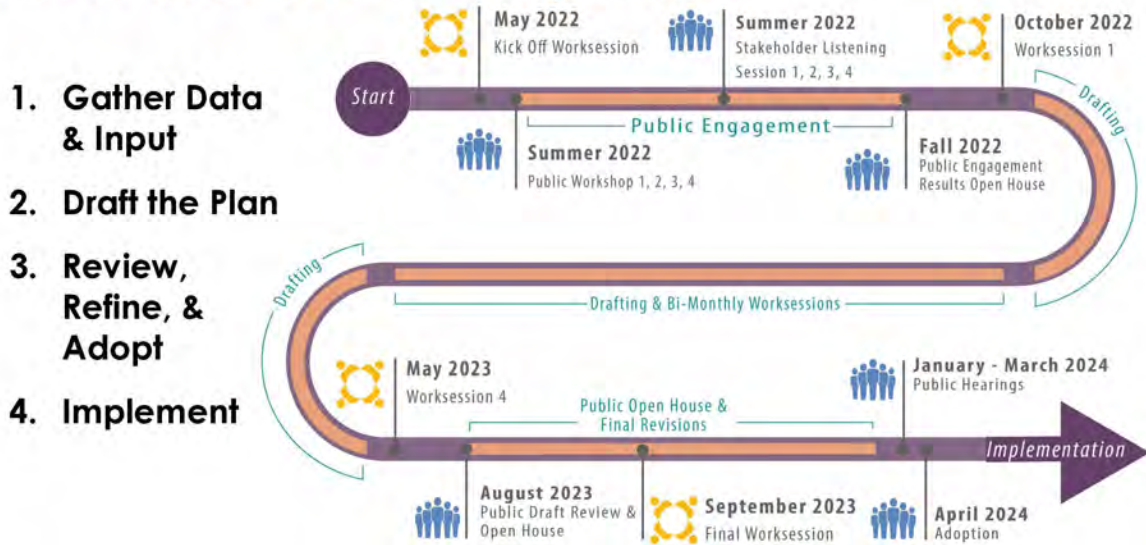 1. Gather Data
& Input
2. Draft the Plan
3. Review,
Refine, &
Adopt
4. Implement
May 2022
Kick Off Worksession
Summer 2022
Stakeholder Listening
Session 1, 2, 3, 4
October 2022
Worksession 1
Start
Public Engagement
Drafting
Summer 2022
Public Workshop 1, 2, 3, 4
Fall 2022
Public Engagement
Results Open House
Drafting
Drafting & Bi-Monthly Worksessions
May 2023
Worksession 4
Public Open House &
Final Revisions
January - March 2024
Public Hearings
Implementation
August 2023
Public Draft Review &
Open House
September 2023
Final Worksession
April 2024
Adoption